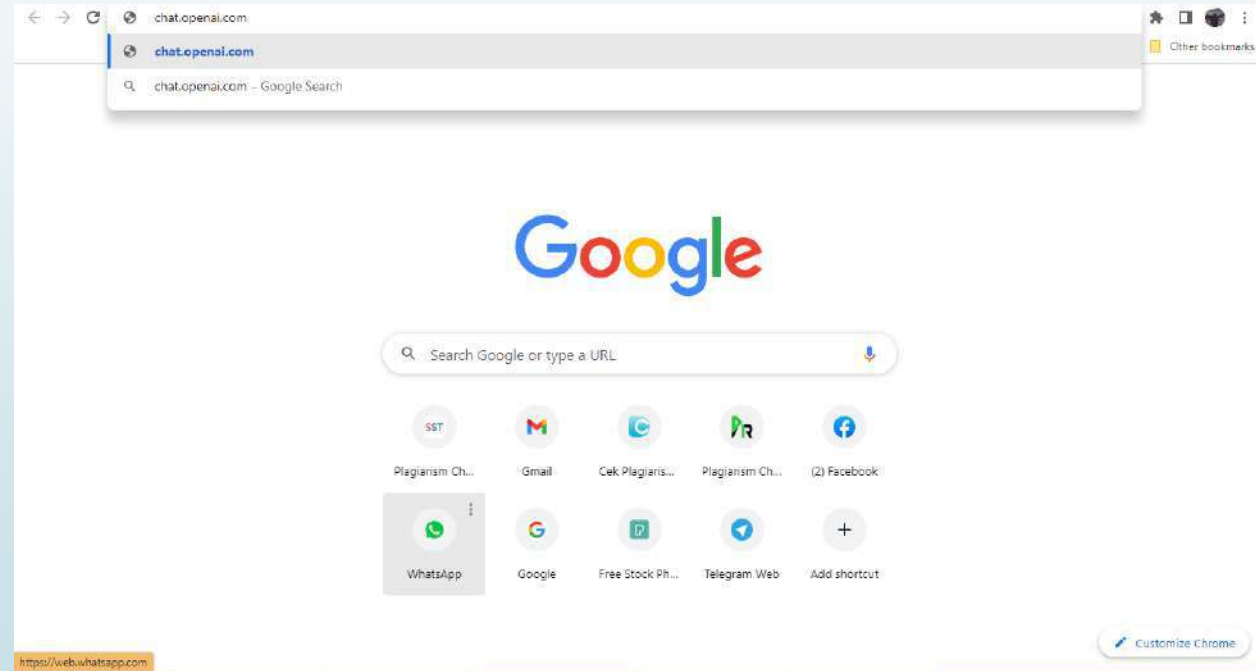 chat.openai.com
chat.openai.com
chat.openai.com - Google Search
Other bookmarks
Google
Search Google or type a URL
SST
Plagiarism Ch...
Gmail
Cek Plagiaris...
PR
Plagiarism Ch...
(2) Facebook
WhatsApp
Google
Free Stock Ph...
Telegram Web
Add shortcut
Customize Chrome
https://web.whatsapp.com